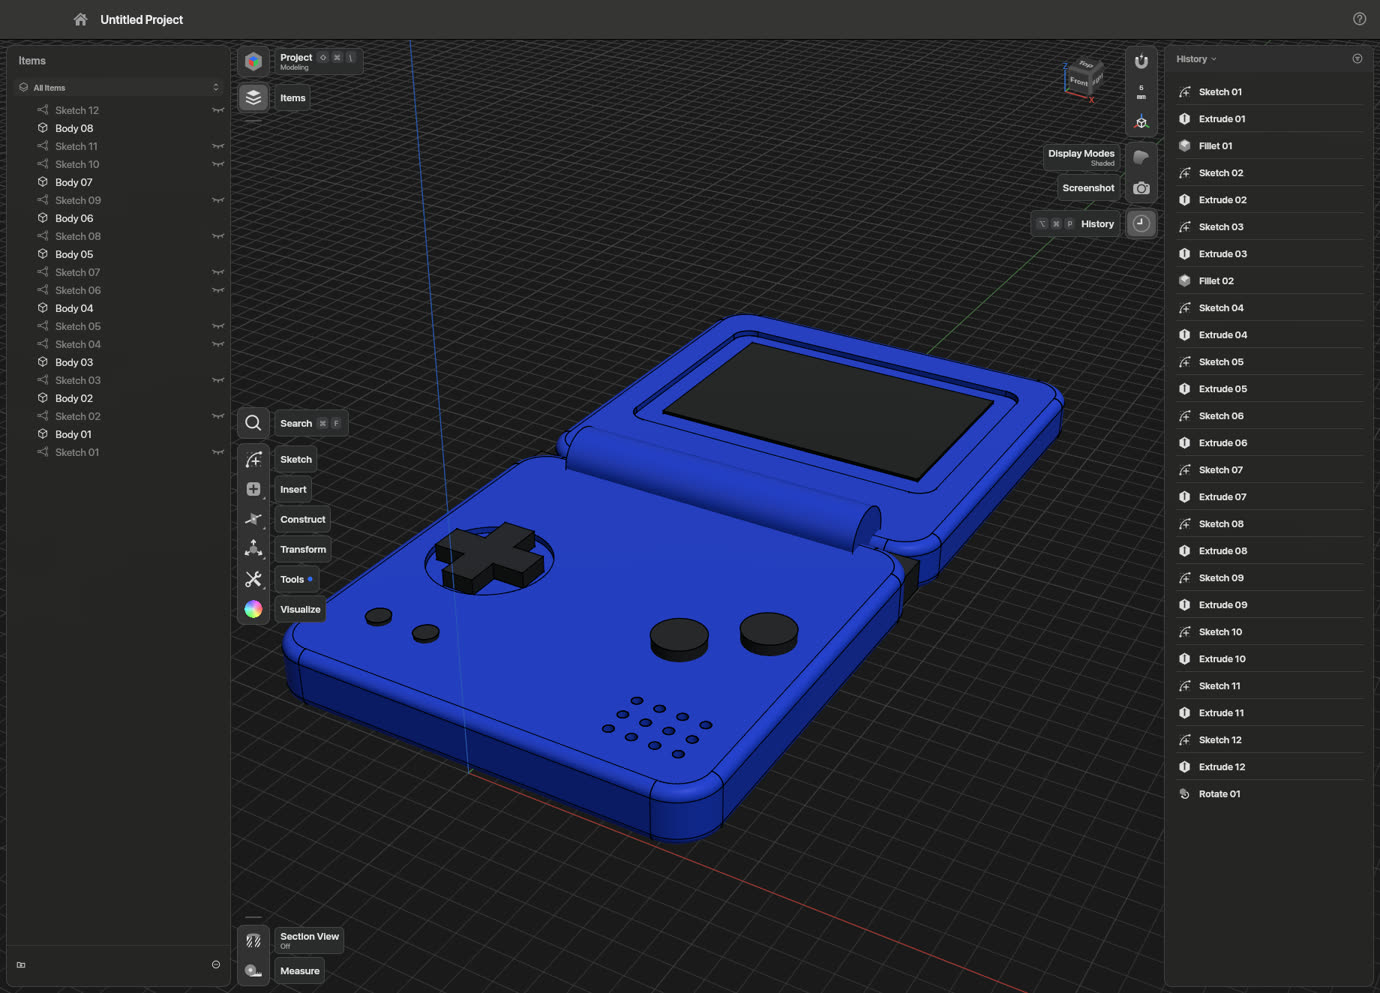 Untitled Project
Items
All Items
Sketch 12
Body 08
Sketch 11
Sketch 10
Body 07
Sketch 09
Body 06
Sketch 08
Body 05
Sketch 07
Sketch 06
Body 04
Sketch 05
Sketch 04
Body 03
Sketch 03
Body 02
Sketch 02
Body 01
Sketch 01
Project ⇧ ⌘ \
Modeling
Items
Search ⌘ F
Sketch
Insert
Construct
Transform
Tools
Visualize
Section View
Off
Measure
Top
Front
Right
Z
X
5
mm
Display Modes
Shaded
Screenshot
⌥ ⌘ P History
History
Sketch 01
Extrude 01
Fillet 01
Sketch 02
Extrude 02
Sketch 03
Extrude 03
Fillet 02
Sketch 04
Extrude 04
Sketch 05
Extrude 05
Sketch 06
Extrude 06
Sketch 07
Extrude 07
Sketch 08
Extrude 08
Sketch 09
Extrude 09
Sketch 10
Extrude 10
Sketch 11
Extrude 11
Sketch 12
Extrude 12
Rotate 01